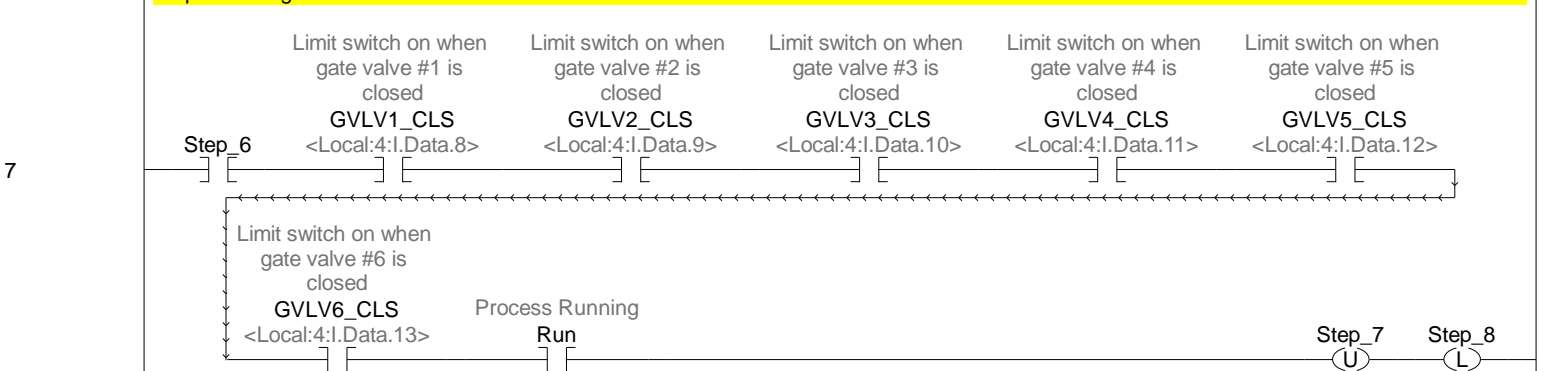 Limit switch on when
gate valve #1 is
closed
GVLV1_CLS
<Local:4:I.Data.8>
Limit switch on when
gate valve #2 is
closed
GVLV2_CLS
<Local:4:I.Data.9>
Limit switch on when
gate valve #3 is
closed
GVLV3_CLS
<Local:4:I.Data.10>
Limit switch on when
gate valve #4 is
closed
GVLV4_CLS
<Local:4:I.Data.11>
Limit switch on when
gate valve #5 is
closed
GVLV5_CLS
<Local:4:I.Data.12>
Step_6
7
Limit switch on when
gate valve #6 is
closed
GVLV6_CLS
<Local:4:I.Data.13>
Process Running
Run
Step_7
U
Step_8
L